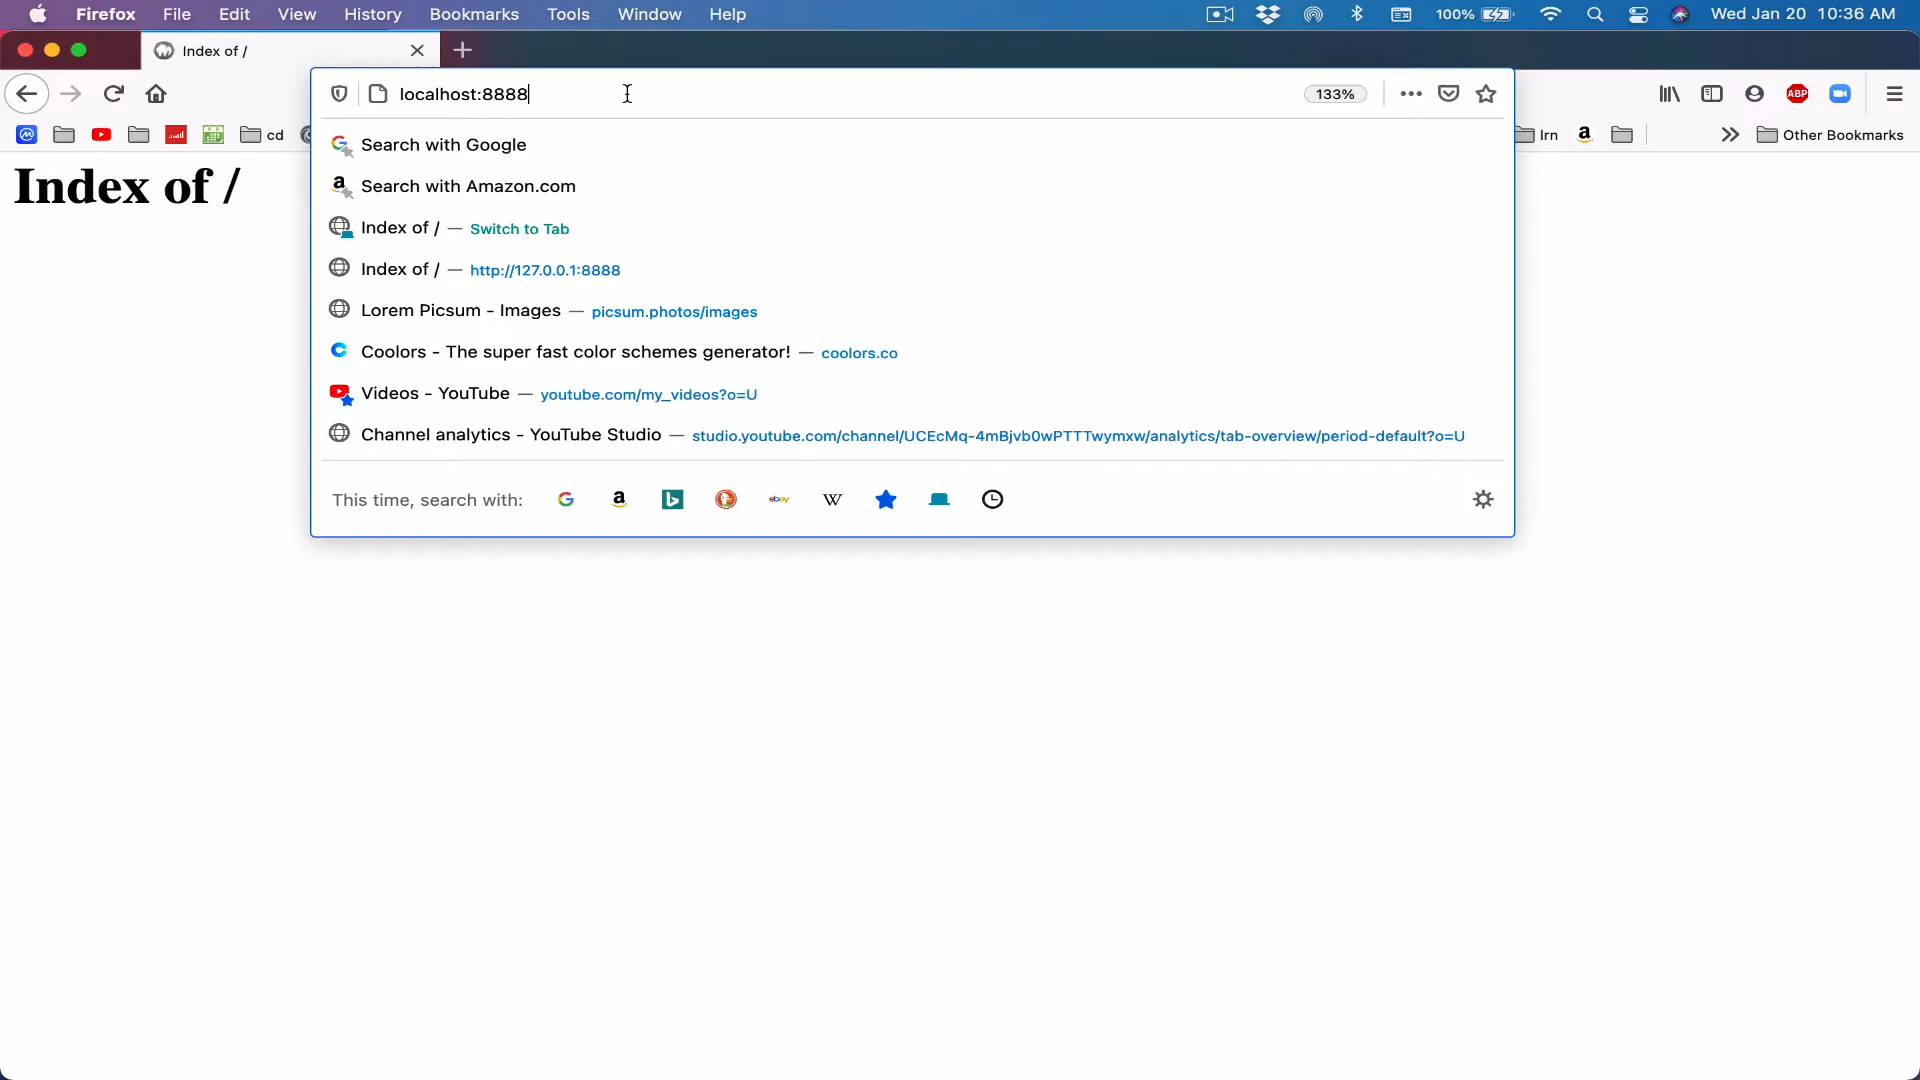 Firefox File Edit View History Bookmarks Tools Window Help 100% Wed Jan 20 10:36 AM
Index of /
localhost:8888 133% ABP
cd lrn a Other Bookmarks
Index of /
Search with Google
a Search with Amazon.com
Index of / — Switch to Tab
Index of / — http://127.0.0.1:8888
Lorem Picsum - Images — picsum.photos/images
Coolors - The super fast color schemes generator! — coolors.co
Videos - YouTube — youtube.com/my_videos?o=U
Channel analytics - YouTube Studio — studio.youtube.com/channel/UCEcMq-4mBjvb0wPTTTwymxw/analytics/tab-overview/period-default?o=U
This time, search with: G a b ebay W